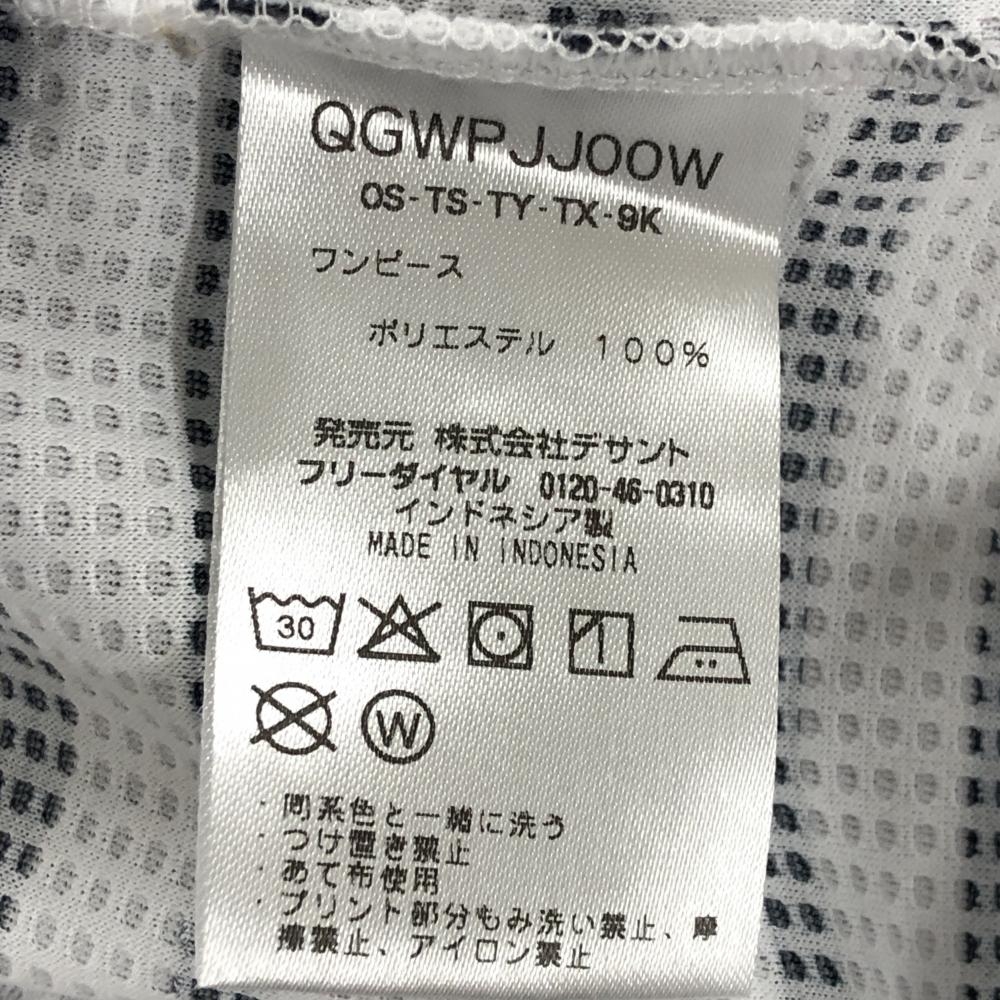 QGWPJJ00W
OS-TS-TY-TX-9K
ワンピース
ポリエステル 100%
発売元 株式会社デサント
フリーダイヤル 0120-46-0310
インドネシア製
MADE IN INDONESIA
30
W
・同系色と一緒に洗う
・つけ置き禁止
・あて布使用
・プリント部分もみ洗い禁止、摩
擦禁止、アイロン禁止